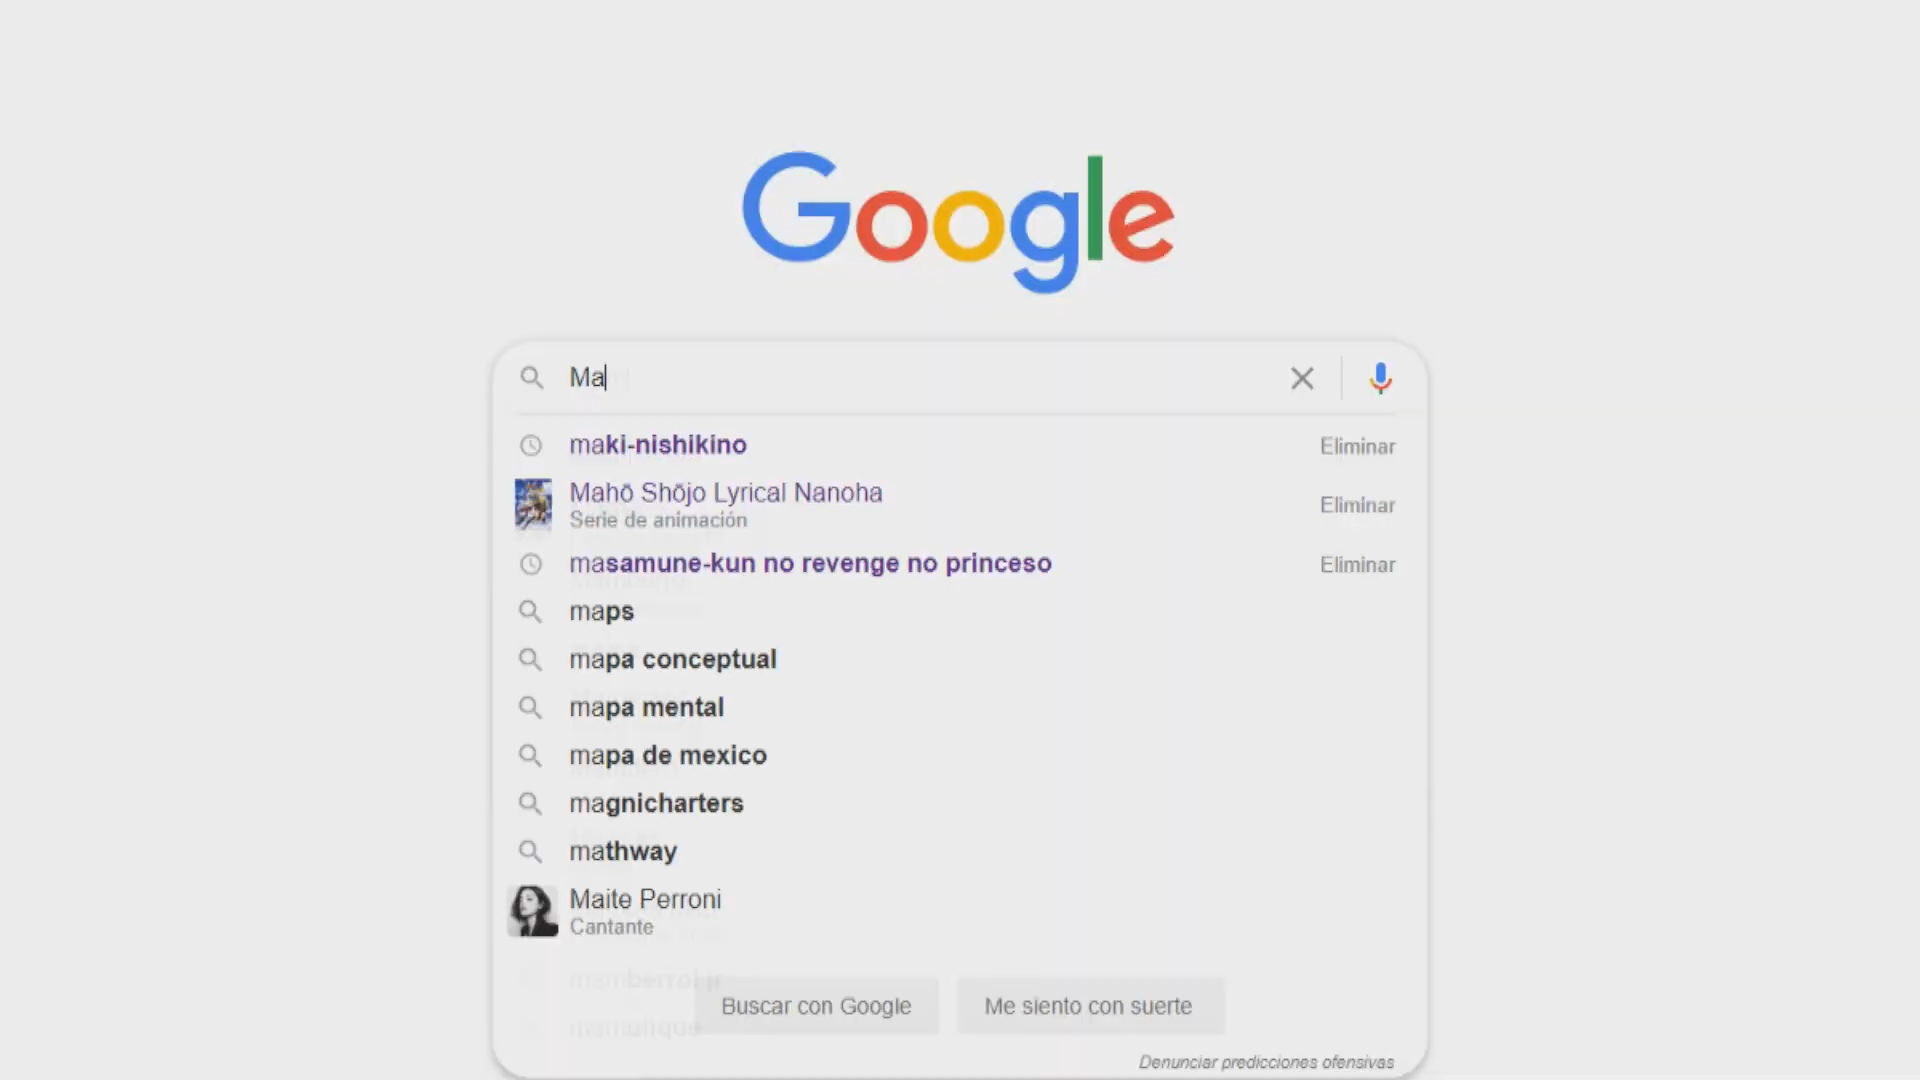 Google
Ma
maki-nishikino
Eliminar
Mahō Shōjo Lyrical Nanoha
Serie de animación
Eliminar
masamune-kun no revenge no princeso
Eliminar
maps
mapa conceptual
mapa mental
mapa de mexico
magnicharters
mathway
Maite Perroni
Cantante
Buscar con Google
Me siento con suerte
Denunciar predicciones ofensivas